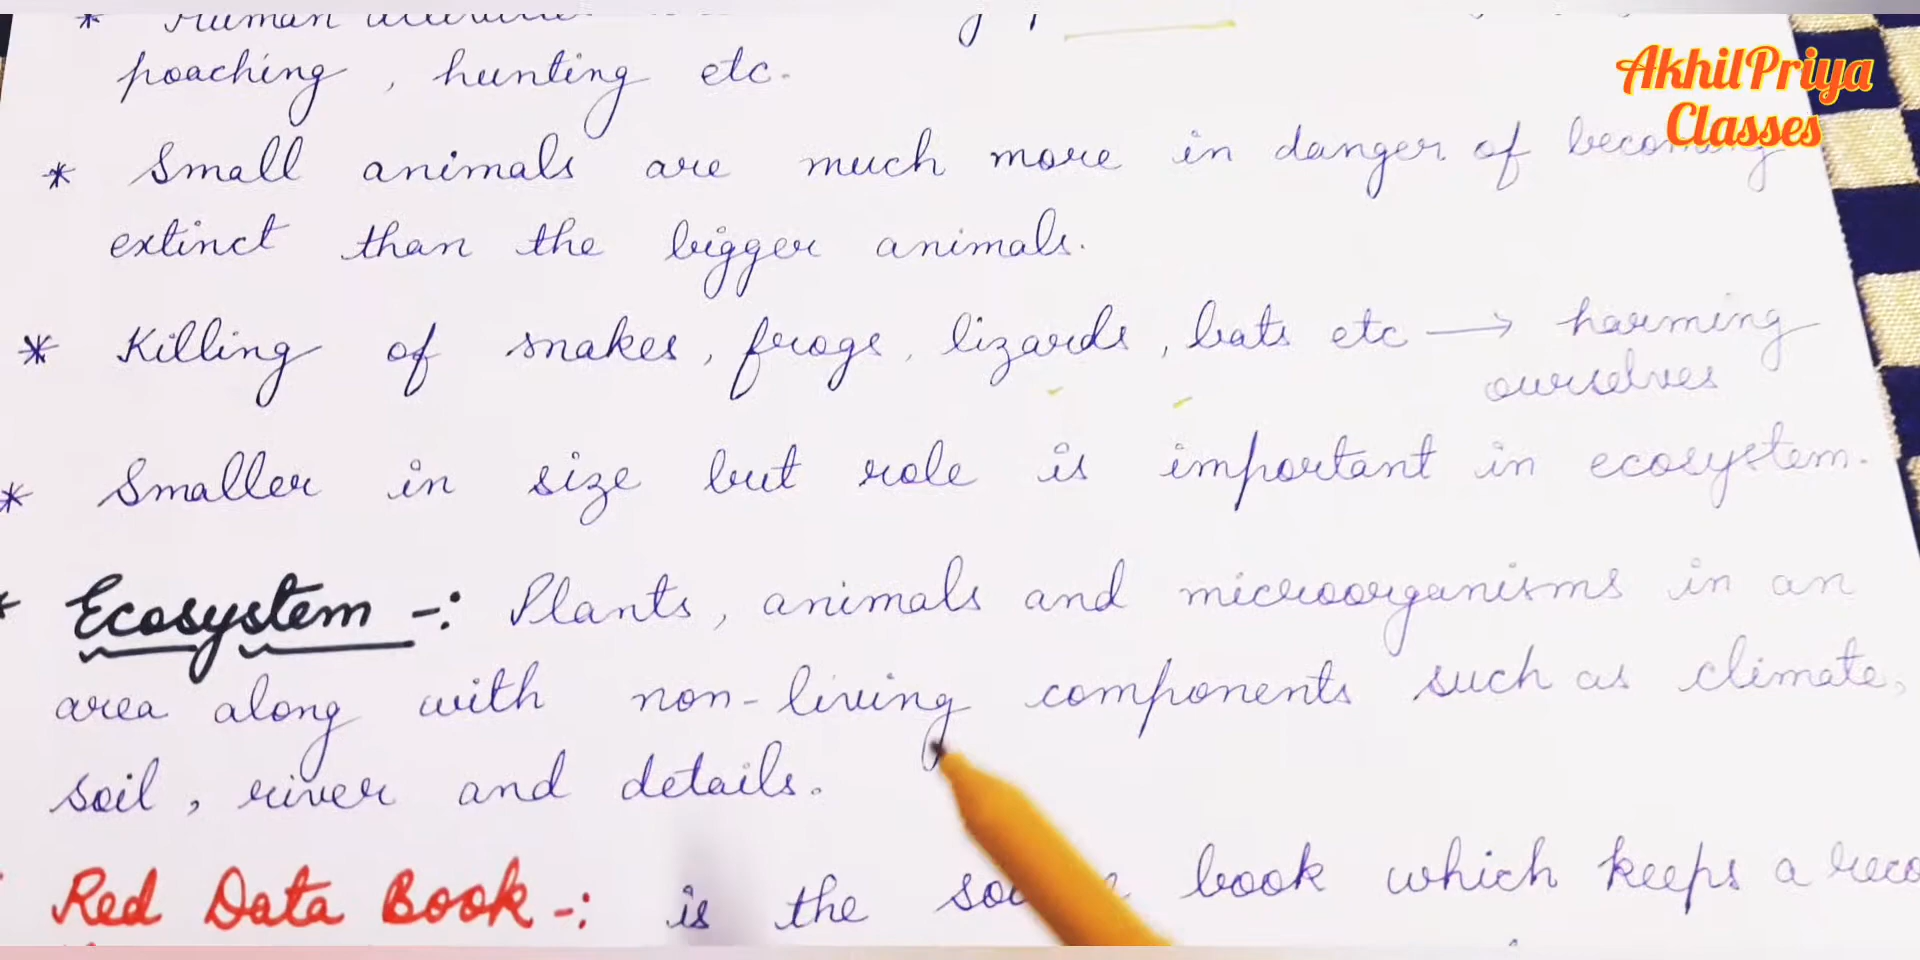 * Human
poaching, hunting etc.
AkhilPriya
Classes
* Small animals are much more in danger of becoming
extinct than the bigger animals.
* Killing of snakes, frogs, lizards, bats etc → harming
ourselves
* Smaller in size but role is important in ecosystem.
* Ecosystem -: Plants, animals and microorganisms in an
area along with non-living components such as climate,
soil, river and details.
Red Data Book -: is the book which keeps a